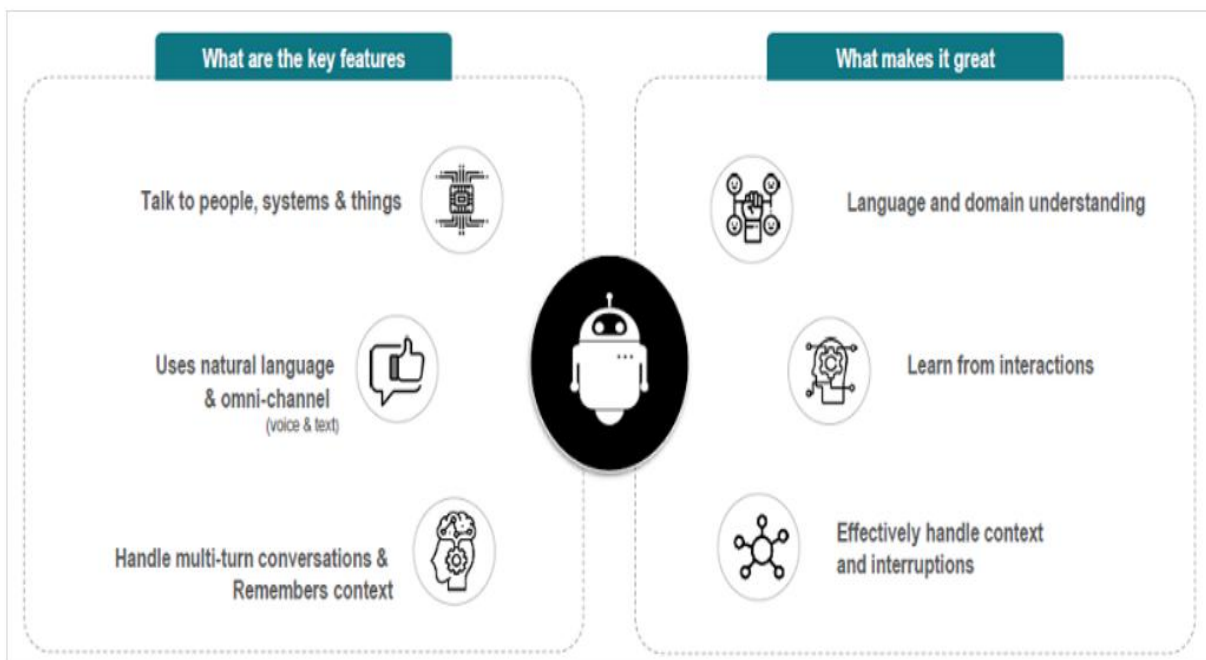 What are the key features
Talk to people, systems & things
Uses natural language
& omni-channel
(voice & text)
Handle multi-turn conversations &
Remembers context
What makes it great
Language and domain understanding
Learn from interactions
Effectively handle context
and interruptions